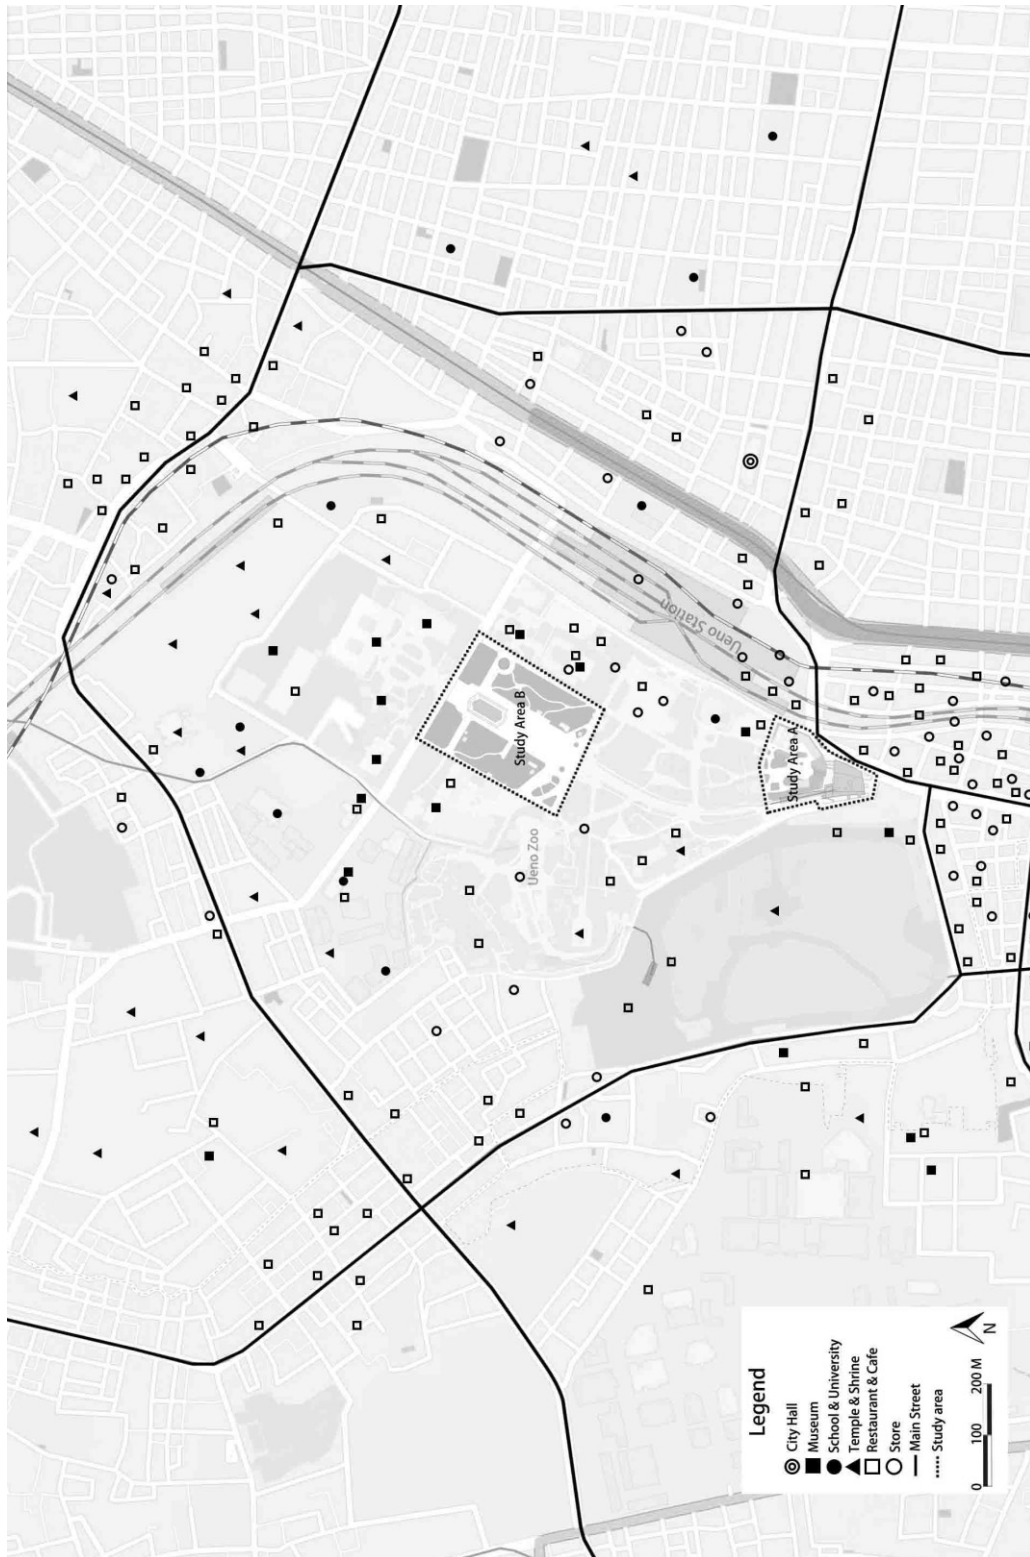 Ueno Station
Study Area B
Study Area A
Ueno Zoo
Legend
City Hall
Museum
School & University
Temple & Shrine
Restaurant & Cafe
Store
Main Street
Study area
0 100 200 M
N